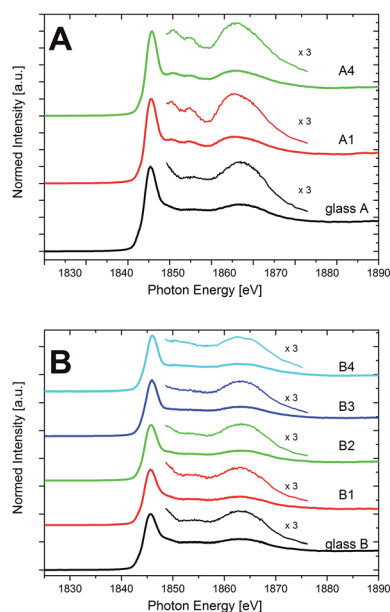 A
Normed Intensity [a.u.]
x 3
A4
x 3
A1
x 3
glass A
1830 1840 1850 1860 1870 1880 1890
Photon Energy [eV]
B
Normed Intensity [a.u.]
x 3
B4
x 3
B3
x 3
B2
x 3
B1
x 3
glass B
1830 1840 1850 1860 1870 1880 1890
Photon Energy [eV]